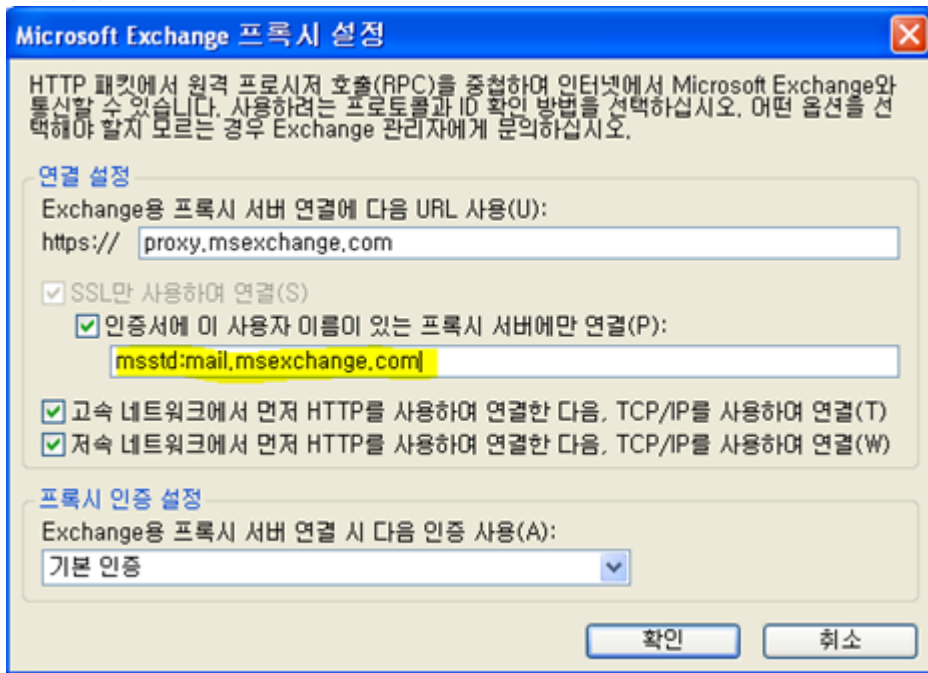 Microsoft Exchange 프록시 설정
HTTP 패킷에서 원격 프로시저 호출(RPC)을 중첩하여 인터넷에서 Microsoft Exchange와
통신할 수 있습니다. 사용하려는 프로토콜과 ID 확인 방법을 선택하십시오. 어떤 옵션을 선
택해야 할지 모르는 경우 Exchange 관리자에게 문의하십시오.
연결 설정
Exchange용 프록시 서버 연결에 다음 URL 사용(U):
https:// proxy.msexchange.com
SSL만 사용하여 연결(S)
인증서에 이 사용자 이름이 있는 프록시 서버에만 연결(P):
msstd:mail.msexchange.com
고속 네트워크에서 먼저 HTTP를 사용하여 연결한 다음, TCP/IP를 사용하여 연결(T)
저속 네트워크에서 먼저 HTTP를 사용하여 연결한 다음, TCP/IP를 사용하여 연결(W)
프록시 인증 설정
Exchange용 프록시 서버 연결 시 다음 인증 사용(A):
기본 인증
확인 취소